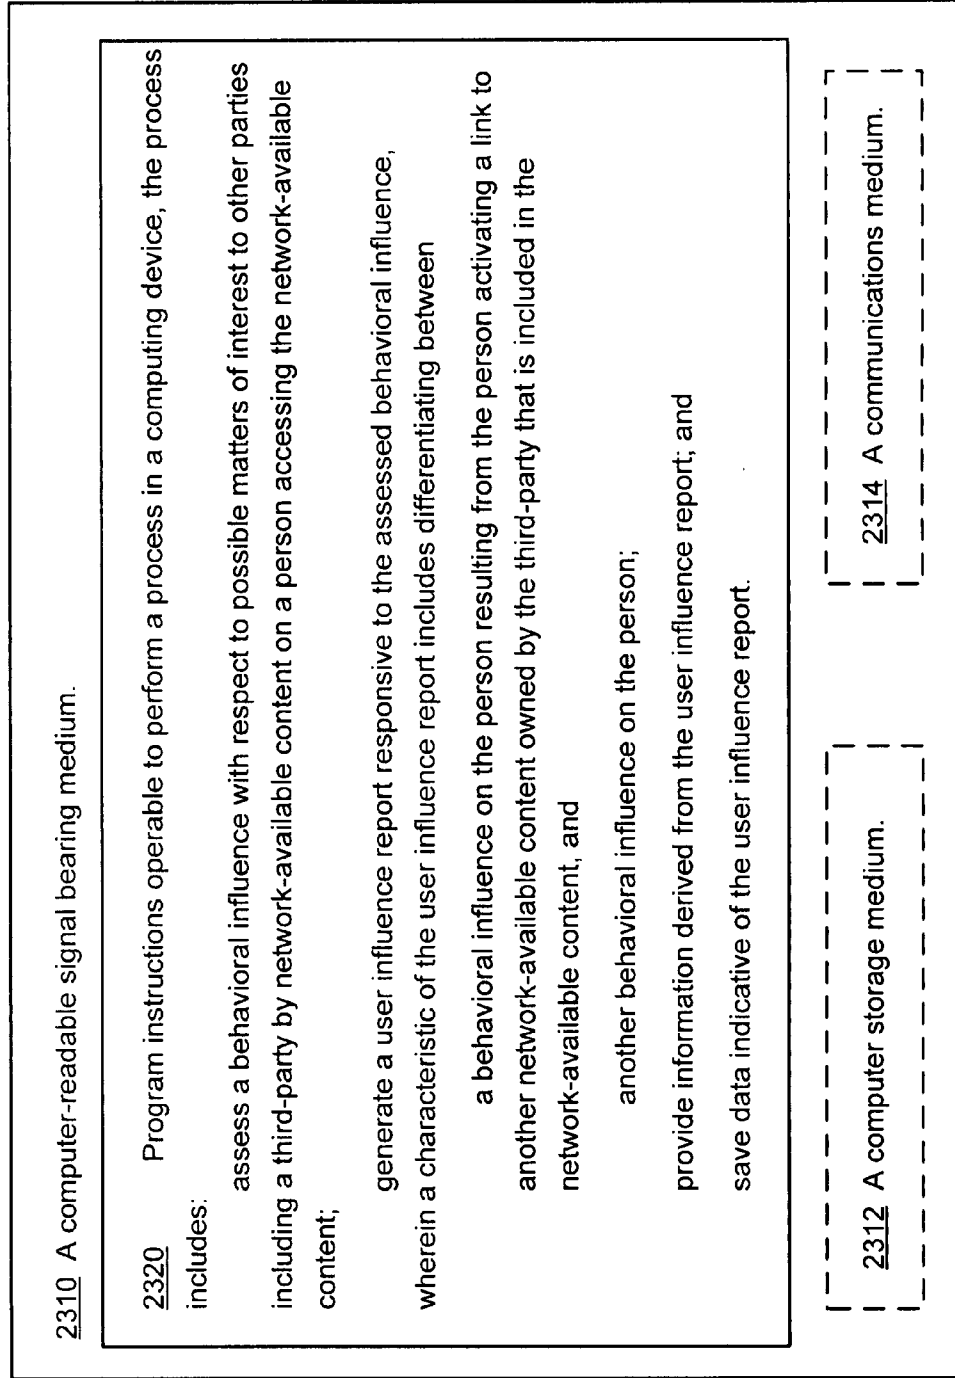 2310 A computer-readable signal bearing medium.
2320 Program instructions operable to perform a process in a computing device, the process
includes:
assess a behavioral influence with respect to possible matters of interest to other parties
including a third-party by network-available content on a person accessing the network-available
content;
generate a user influence report responsive to the assessed behavioral influence,
wherein a characteristic of the user influence report includes differentiating between
a behavioral influence on the person resulting from the person activating a link to
another network-available content owned by the third-party that is included in the
network-available content, and
another behavioral influence on the person;
provide information derived from the user influence report; and
save data indicative of the user influence report.
2312 A computer storage medium.
2314 A communications medium.